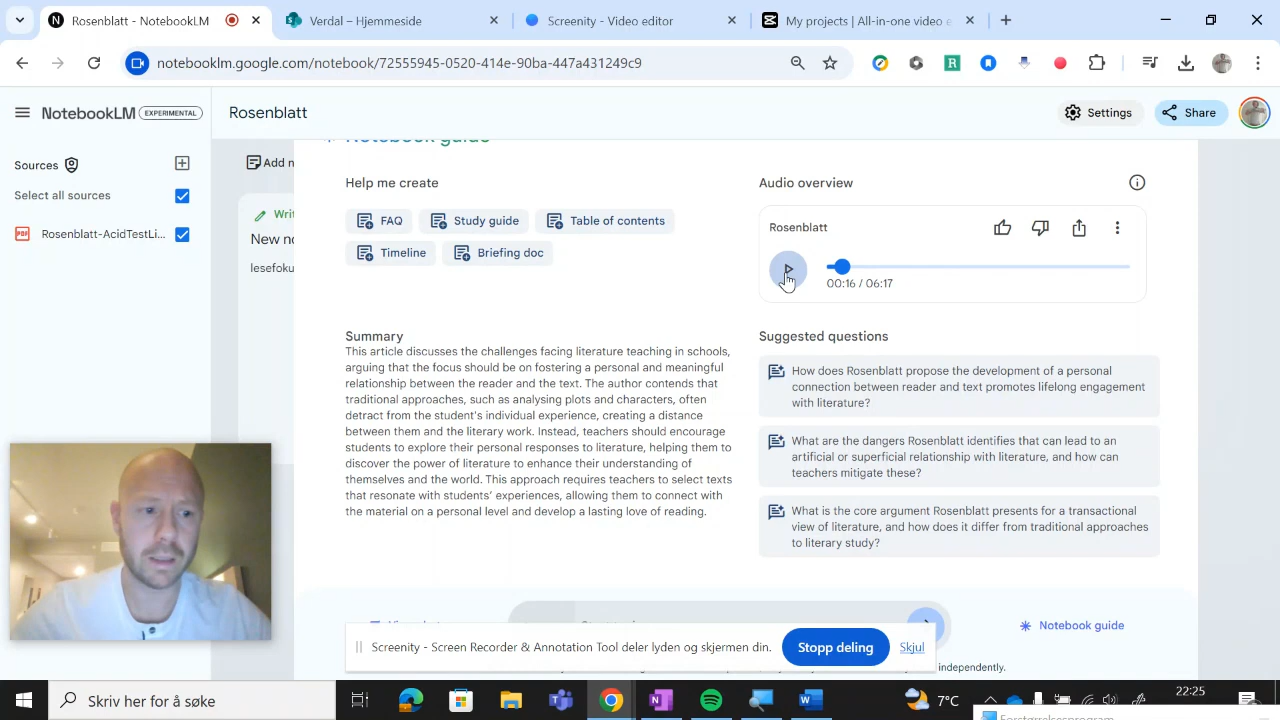 Rosenblatt - NotebookLM
Verdal – Hjemmeside
Screenity - Video editor
My projects | All-in-one video e
notebooklm.google.com/notebook/72555945-0520-414e-90ba-447a431249c9
NotebookLM EXPERIMENTAL
Rosenblatt
Settings
Share
Sources
Select all sources
PDF Rosenblatt-AcidTestLi...
Add n
Writ
New no
lesefoku
Notebook guide
Help me create
FAQ
Study guide
Table of contents
Timeline
Briefing doc
Audio overview
Rosenblatt
00:16 / 06:17
Summary
This article discusses the challenges facing literature teaching in schools,
arguing that the focus should be on fostering a personal and meaningful
relationship between the reader and the text. The author contends that
traditional approaches, such as analysing plots and characters, often
detract from the student's individual experience, creating a distance
between them and the literary work. Instead, teachers should encourage
students to explore their personal responses to literature, helping them to
discover the power of literature to enhance their understanding of
themselves and the world. This approach requires teachers to select texts
that resonate with students' experiences, allowing them to connect with
the material on a personal level and develop a lasting love of reading.
Suggested questions
How does Rosenblatt propose the development of a personal
connection between reader and text promotes lifelong engagement
with literature?
What are the dangers Rosenblatt identifies that can lead to an
artificial or superficial relationship with literature, and how can
teachers mitigate these?
What is the core argument Rosenblatt presents for a transactional
view of literature, and how does it differ from traditional approaches
to literary study?
Notebook guide
Screenity - Screen Recorder & Annotation Tool deler lyden og skjermen din.
Stopp deling
Skjul
independently.
Skriv her for å søke
7°C
22:25
Forstørrelsesprogram